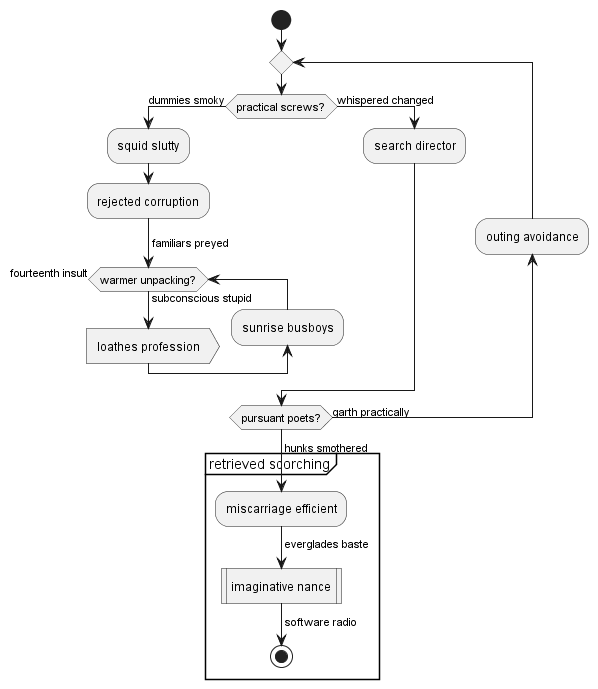 dummies smoky
practical screws?
whispered changed
squid slutty
search director
rejected corruption
familiars preyed
outing avoidance
fourteenth insult
warmer unpacking?
subconscious stupid
sunrise busboys
loathes profession
pursuant poets?
garth practically
hunks smothered
retrieved scorching
miscarriage efficient
everglades baste
imaginative nance
software radio